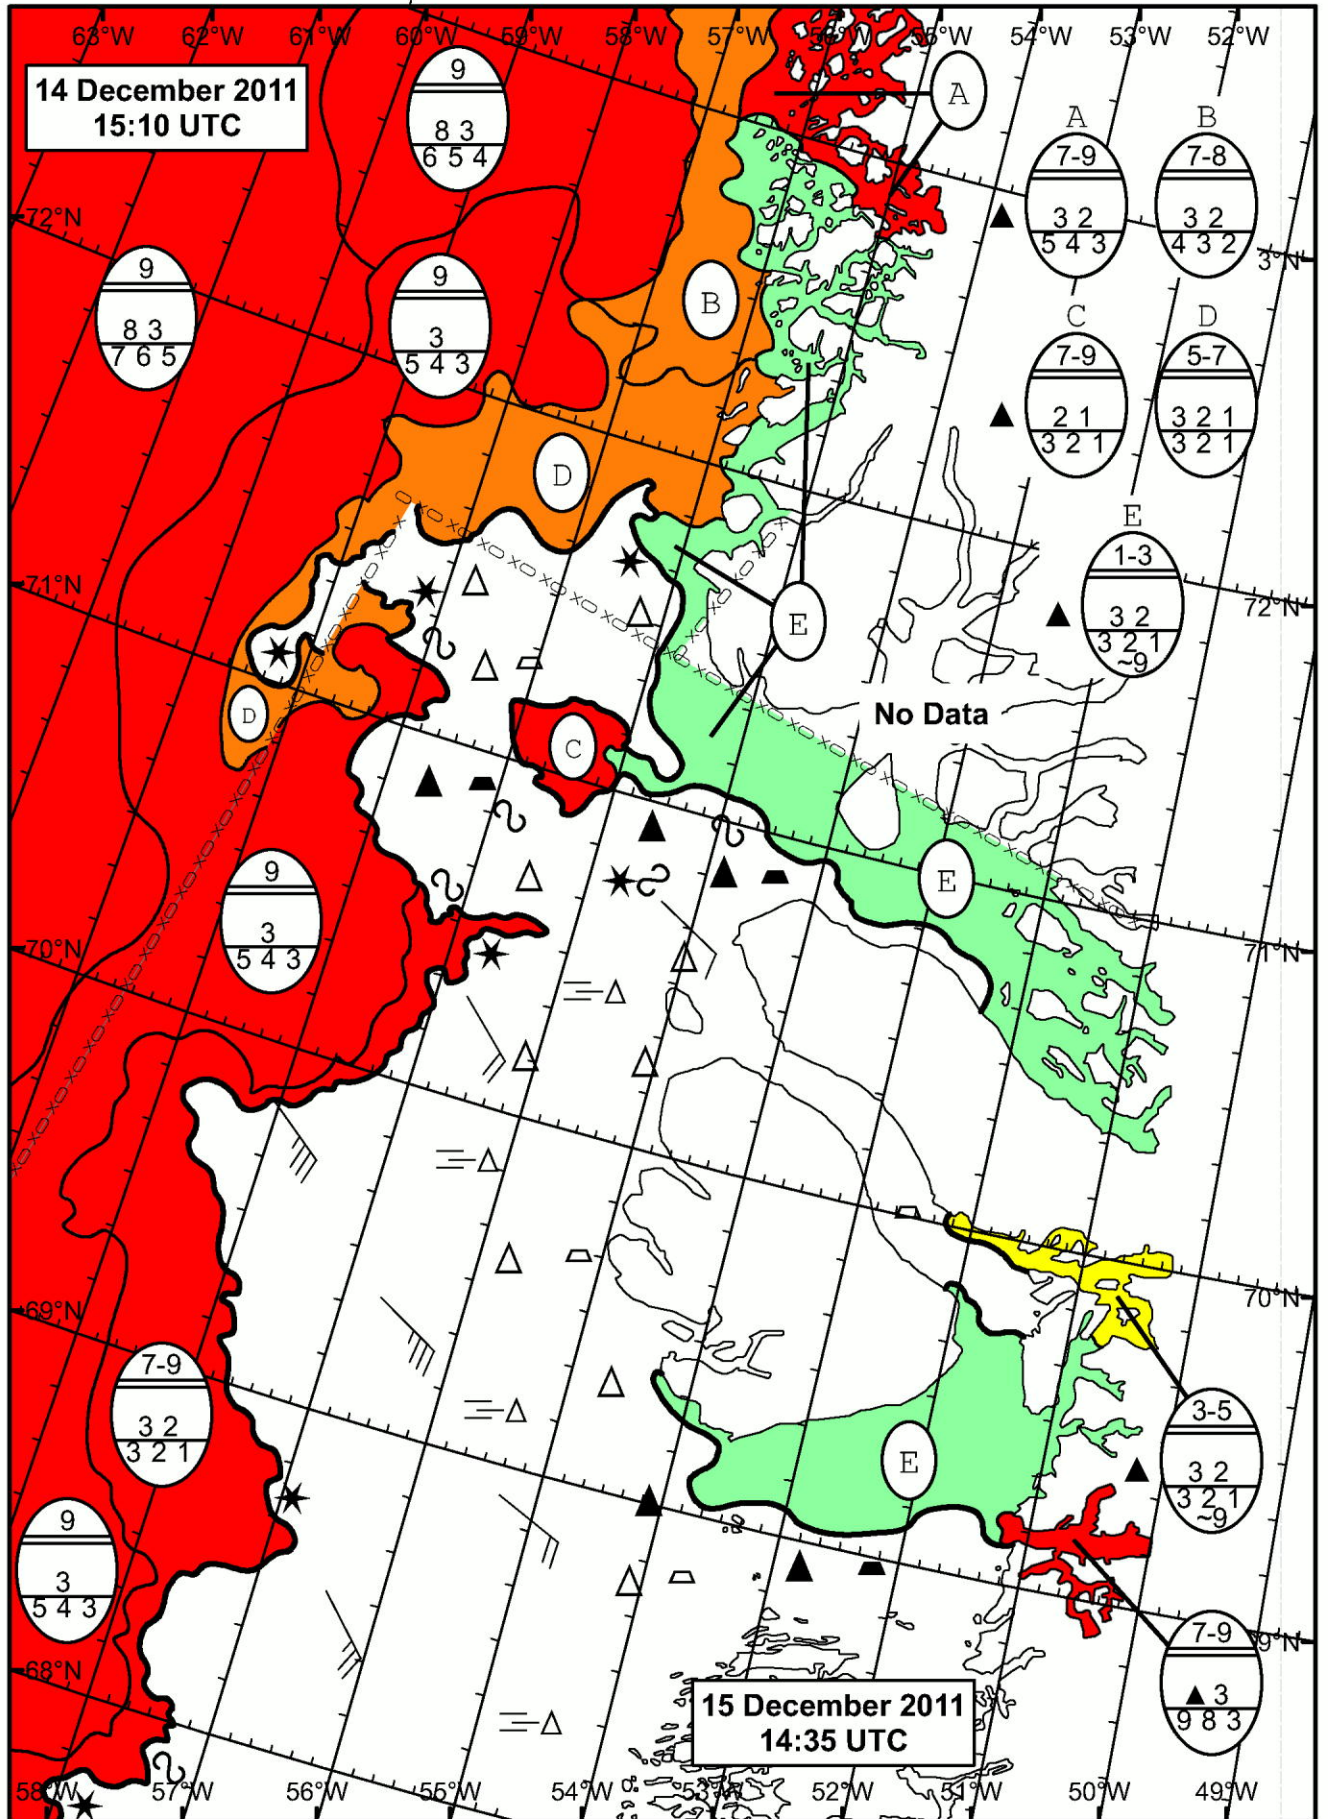 63°W 62°W 61°W 60°W 59°W 58°W 57°W 56°W 55°W 54°W 53°W 52°W
14 December 2011
15:10 UTC
9
8 3
6 5 4
A
A
7-9
3 2
5 4 3
B
7-8
3 2
4 3 2
72°N
3°N
9
8 3
7 6 5
9
3
5 4 3
B
C
7-9
2 1
3 2 1
D
5-7
3 2 1
3 2 1
D
E
1-3
3 2
3 2 1
~9
71°N
72°N
E
D
C
No Data
E
9
3
5 4 3
70°N
71°N
69°N
70°N
7-9
3 2
3 2 1
3-5
3 2
3 2 1
~9
E
9
3
5 4 3
7-9
3
9 8 3
68°N
9°N
15 December 2011
14:35 UTC
58°W 57°W 56°W 55°W 54°W 53°W 52°W 51°W 50°W 49°W